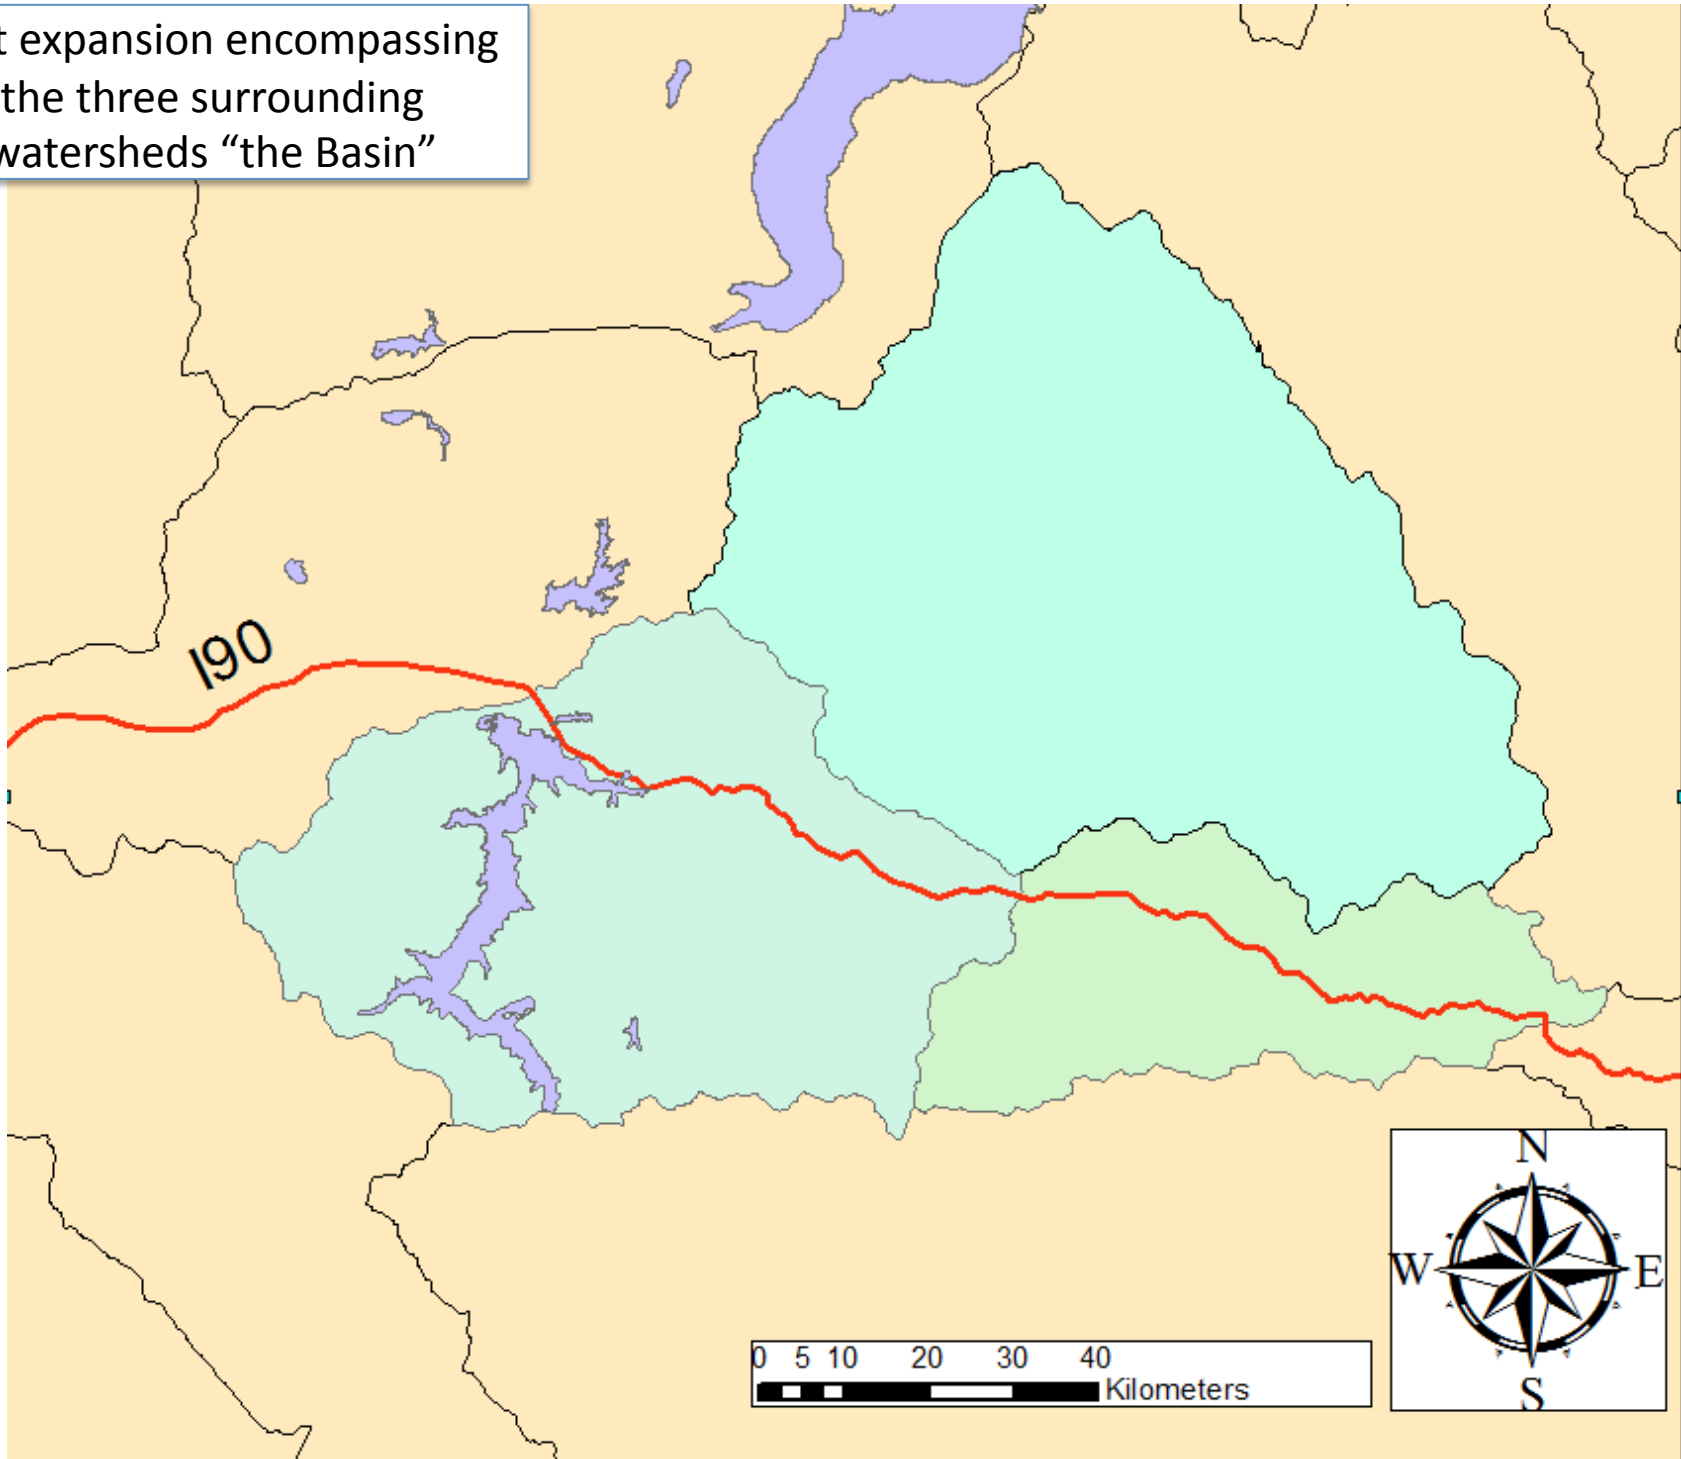 t expansion encompassing
the three surrounding
watersheds “the Basin”
I90
N
W E
S
0 5 10 20 30 40
Kilometers